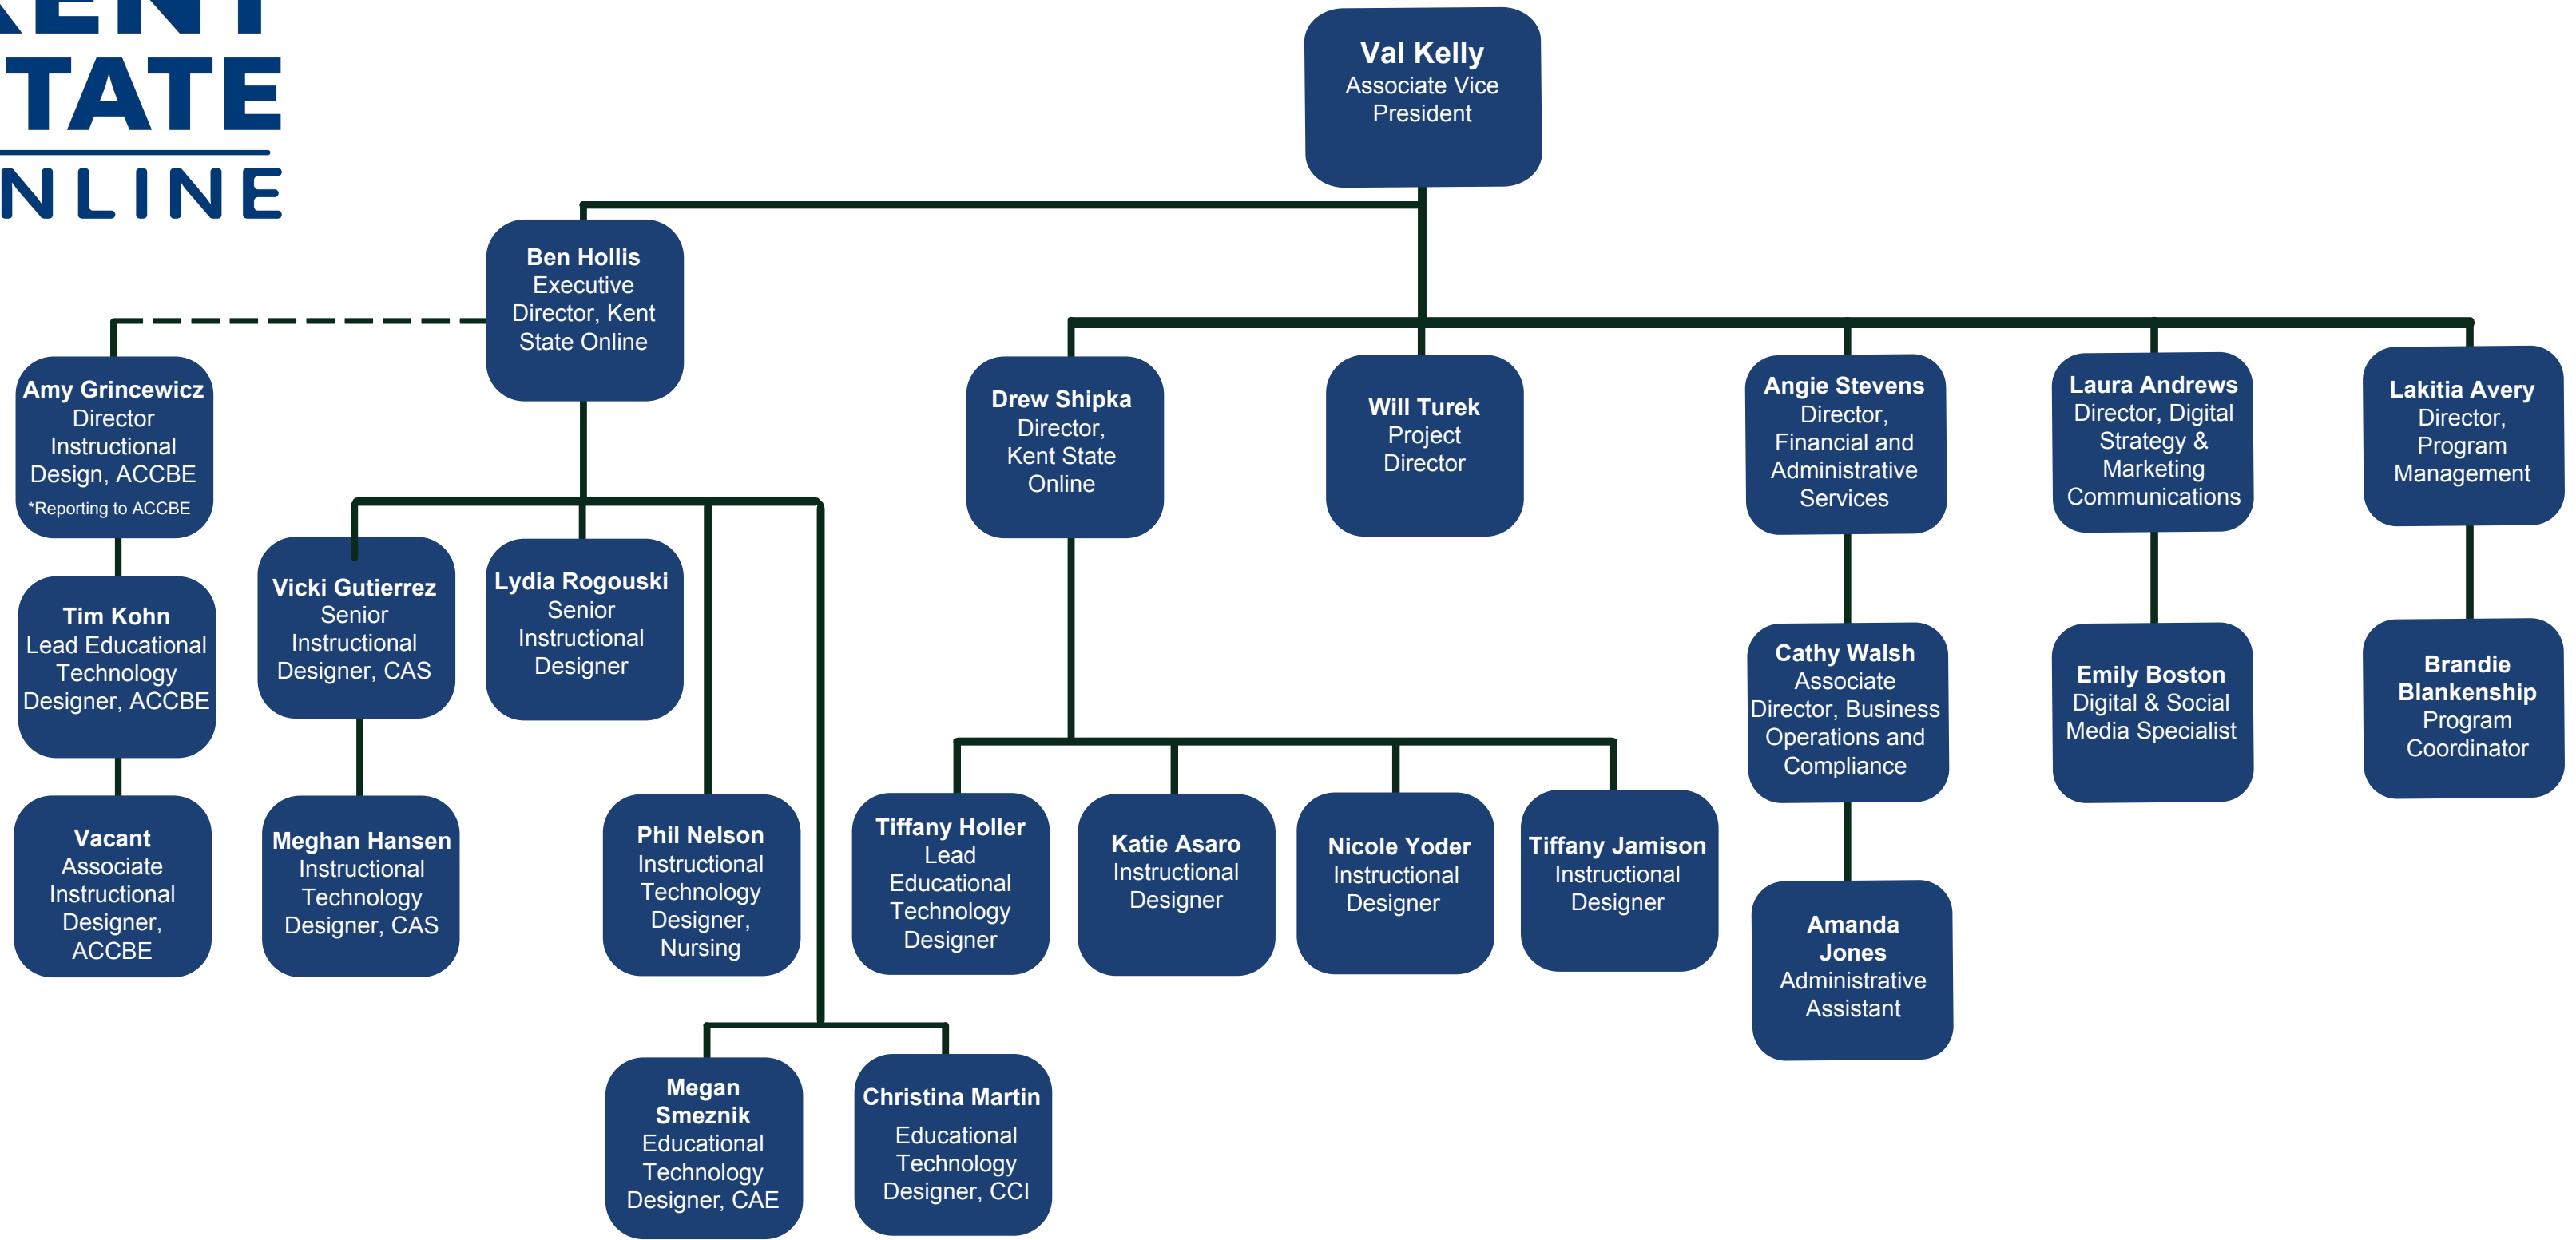 KENT
TATE
NLINE
Val Kelly
Associate Vice
President
Ben Hollis
Executive
Director, Kent
State Online
Amy Grincewicz
Director
Instructional
Design, ACCBE
*Reporting to ACCBE
Drew Shipka
Director,
Kent State
Online
Will Turek
Project
Director
Angie Stevens
Director,
Financial and
Administrative
Services
Laura Andrews
Director, Digital
Strategy &
Marketing
Communications
Lakitia Avery
Director,
Program
Management
Tim Kohn
Lead Educational
Technology
Designer, ACCBE
Vicki Gutierrez
Senior
Instructional
Designer, CAS
Lydia Rogouski
Senior
Instructional
Designer
Cathy Walsh
Associate
Director, Business
Operations and
Compliance
Emily Boston
Digital & Social
Media Specialist
Brandie
Blankenship
Program
Coordinator
Vacant
Associate
Instructional
Designer,
ACCBE
Meghan Hansen
Instructional
Technology
Designer, CAS
Phil Nelson
Instructional
Technology
Designer,
Nursing
Tiffany Holler
Lead
Educational
Technology
Designer
Katie Asaro
Instructional
Designer
Nicole Yoder
Instructional
Designer
Tiffany Jamison
Instructional
Designer
Amanda
Jones
Administrative
Assistant
Megan
Smeznik
Educational
Technology
Designer, CAE
Christina Martin
Educational
Technology
Designer, CCI